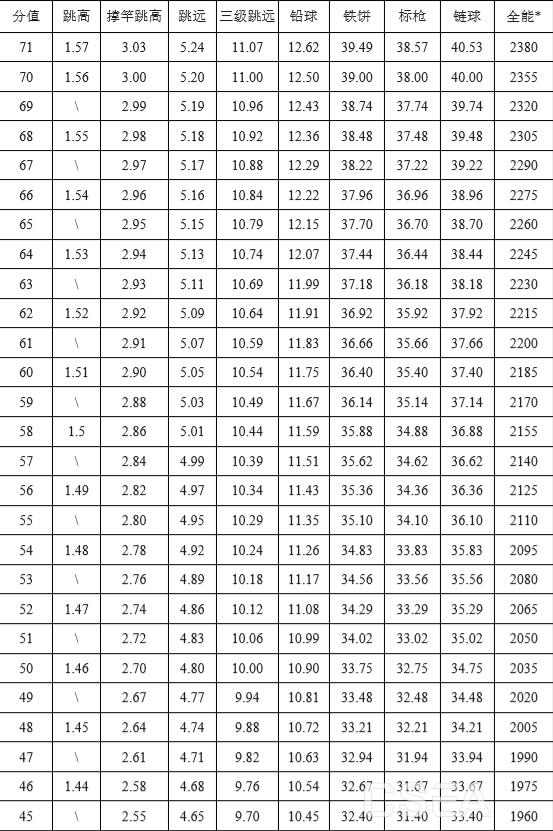 分值 跳高 撑竿跳高 跳远 三级跳远 铅球 铁饼 标枪 链球 全能*
71 1.57 3.03 5.24 11.07 12.62 39.49 38.57 40.53 2380
70 1.56 3.00 5.20 11.00 12.50 39.00 38.00 40.00 2355
69 \ 2.99 5.19 10.96 12.43 38.74 37.74 39.74 2320
68 1.55 2.98 5.18 10.92 12.36 38.48 37.48 39.48 2305
67 \ 2.97 5.17 10.88 12.29 38.22 37.22 39.22 2290
66 1.54 2.96 5.16 10.84 12.22 37.96 36.96 38.96 2275
65 \ 2.95 5.15 10.79 12.15 37.70 36.70 38.70 2260
64 1.53 2.94 5.13 10.74 12.07 37.44 36.44 38.44 2245
63 \ 2.93 5.11 10.69 11.99 37.18 36.18 38.18 2230
62 1.52 2.92 5.09 10.64 11.91 36.92 35.92 37.92 2215
61 \ 2.91 5.07 10.59 11.83 36.66 35.66 37.66 2200
60 1.51 2.90 5.05 10.54 11.75 36.40 35.40 37.40 2185
59 \ 2.88 5.03 10.49 11.67 36.14 35.14 37.14 2170
58 1.5 2.86 5.01 10.44 11.59 35.88 34.88 36.88 2155
57 \ 2.84 4.99 10.39 11.51 35.62 34.62 36.62 2140
56 1.49 2.82 4.97 10.34 11.43 35.36 34.36 36.36 2125
55 \ 2.80 4.95 10.29 11.35 35.10 34.10 36.10 2110
54 1.48 2.78 4.92 10.24 11.26 34.83 33.83 35.83 2095
53 \ 2.76 4.89 10.18 11.17 34.56 33.56 35.56 2080
52 1.47 2.74 4.86 10.12 11.08 34.29 33.29 35.29 2065
51 \ 2.72 4.83 10.06 10.99 34.02 33.02 35.02 2050
50 1.46 2.70 4.80 10.00 10.90 33.75 32.75 34.75 2035
49 \ 2.67 4.77 9.94 10.81 33.48 32.48 34.48 2020
48 1.45 2.64 4.74 9.88 10.72 33.21 32.21 34.21 2005
47 \ 2.61 4.71 9.82 10.63 32.94 31.94 33.94 1990
46 1.44 2.58 4.68 9.76 10.54 32.67 31.67 33.67 1975
45 \ 2.55 4.65 9.70 10.45 32.40 31.40 33.40 1960
CSEA